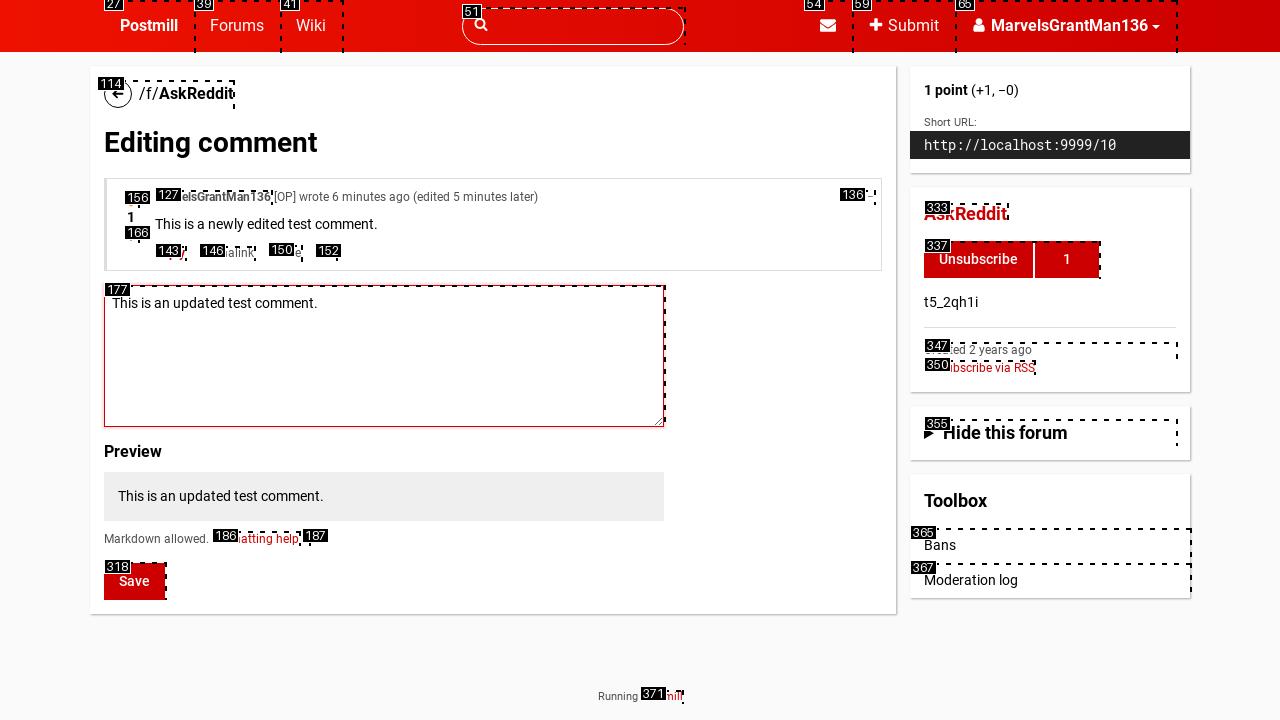 27 39 41 51 54 59 65
Postmill Forums Wiki Submit MarvelsGrantMan136
114 /f/AskReddit
Editing comment
156 127 elsGrantMan136 [OP] wrote 6 minutes ago (edited 5 minutes later) 136 –
1
This is a newly edited test comment.
166 143 146 alink 150 152
177
This is an updated test comment.
Preview
This is an updated test comment.
Markdown allowed. 186 atting help 187
318
Save
1 point (+1, −0)
Short URL:
http://localhost:9999/10
333
AskReddit
337
Unsubscribe 1
t5_2qh1i
347 ed 2 years ago
350 bscribe via RSS
355
Hide this forum
Toolbox
365
Bans
367
Moderation log
Running 371 mill